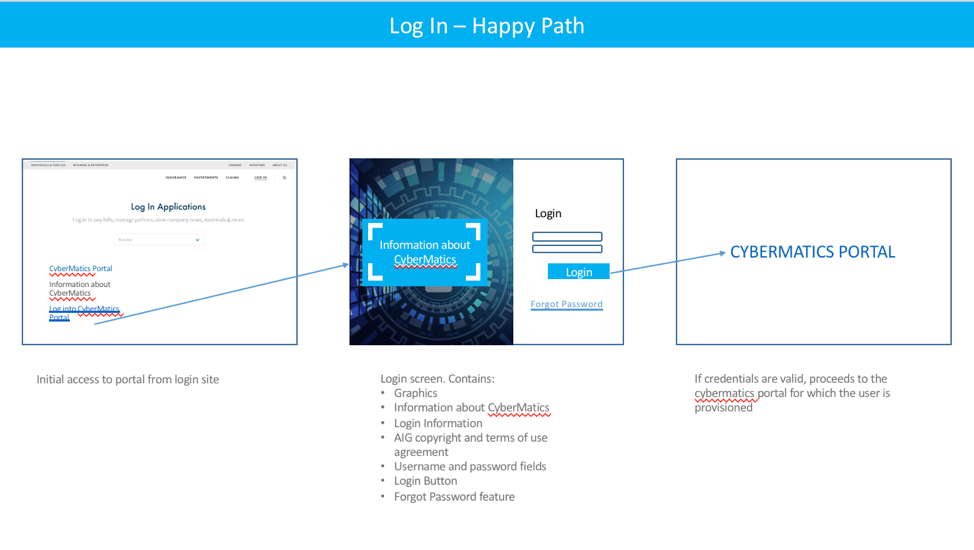 Log In – Happy Path
INDIVIDUALS & FAMILIES BUSINESS & ENTERPRISE CAREERS INVESTORS ABOUT US
INSURANCE INVESTMENTS CLAIMS LOG IN
Log In Applications
Log in to pay bills, manage policies, view company news, materials & more.
Business
CyberMatics Portal
Information about
CyberMatics
Log into CyberMatics
Portal
Information about
CyberMatics
Login
Login
Forgot Password
CYBERMATICS PORTAL
Initial access to portal from login site
Login screen. Contains:
• Graphics
• Information about CyberMatics
• Login Information
• AIG copyright and terms of use
agreement
• Username and password fields
• Login Button
• Forgot Password feature
If credentials are valid, proceeds to the
cybermatics portal for which the user is
provisioned